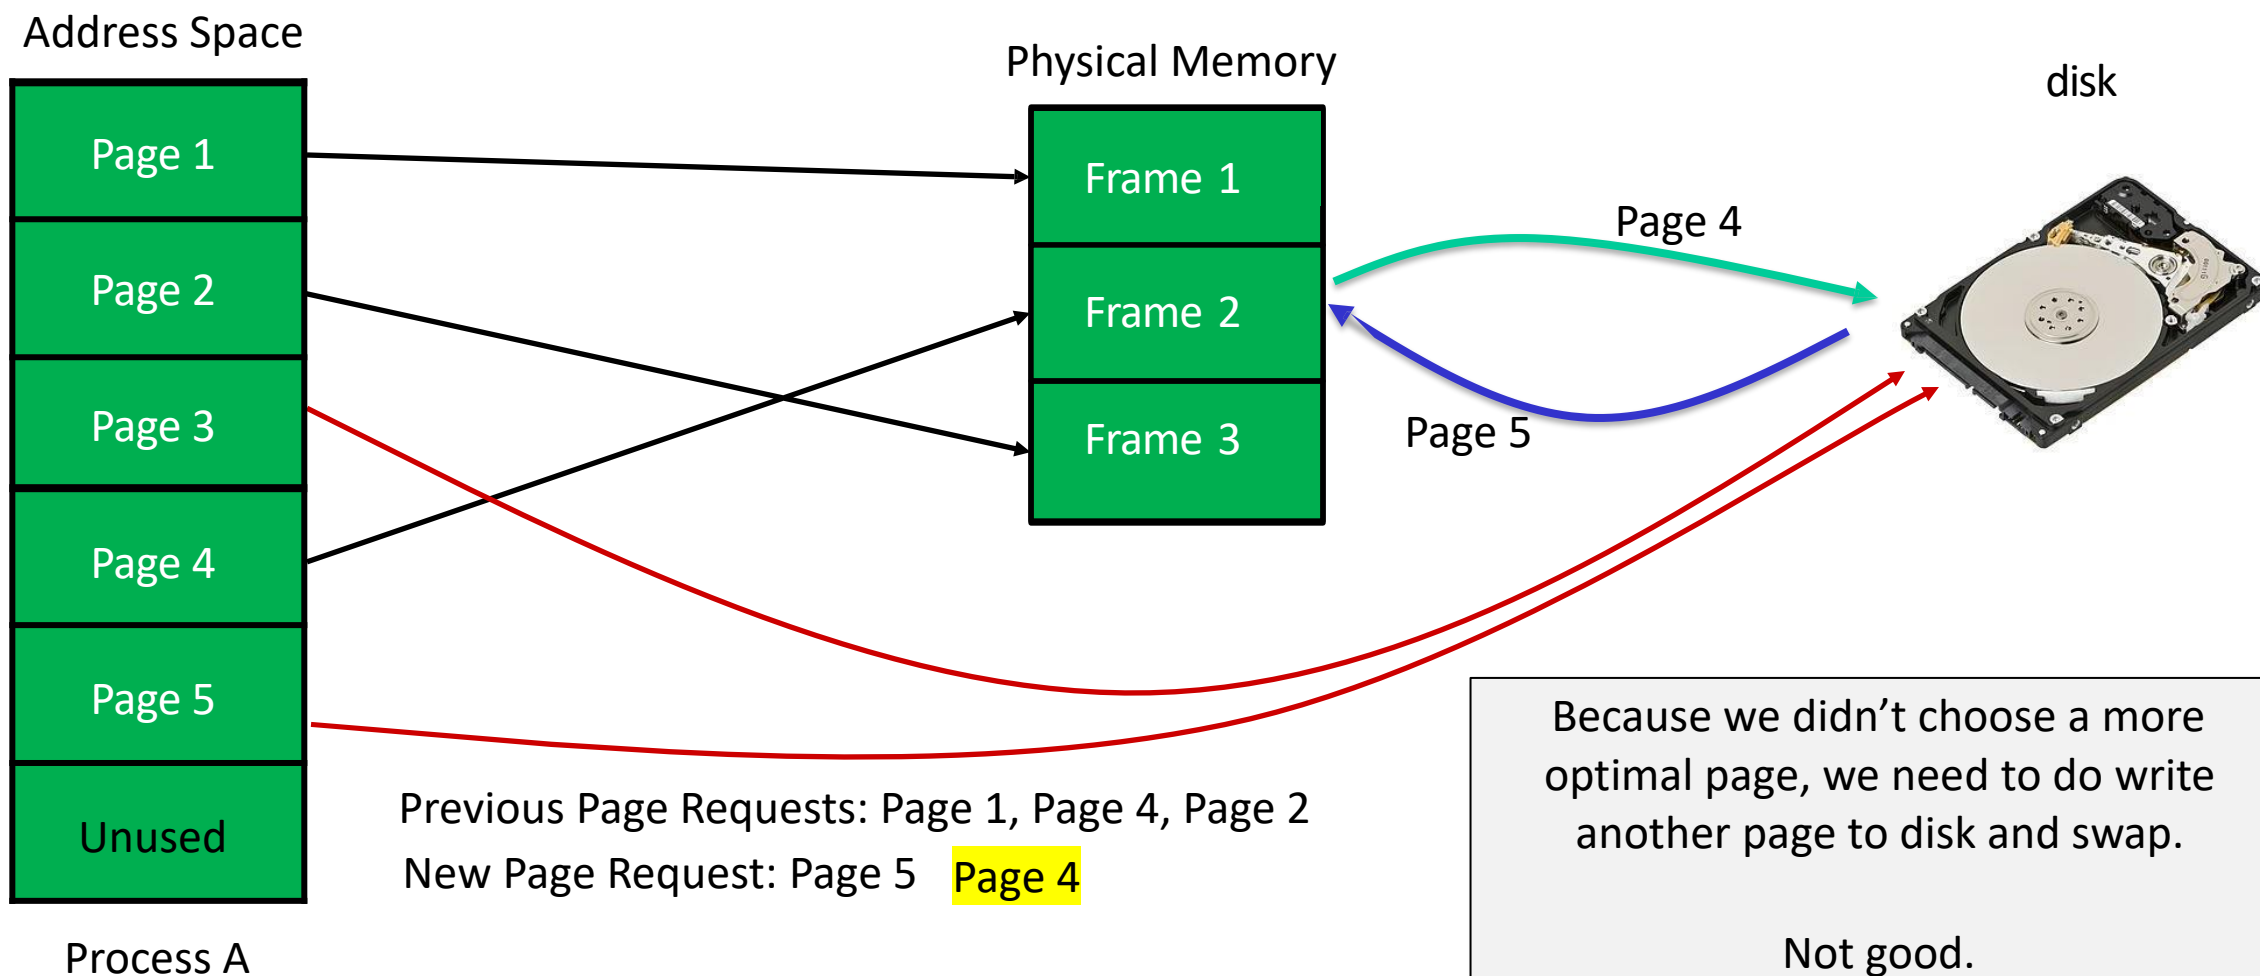 Address Space
Page 1
Page 2
Page 3
Page 4
Page 5
Unused
Process A
Physical Memory
Frame 1
Frame 2
Frame 3
Page 4
Page 5
disk
Previous Page Requests: Page 1, Page 4, Page 2
New Page Request: Page 5 Page 4
Because we didn’t choose a more
optimal page, we need to do write
another page to disk and swap.
Not good.